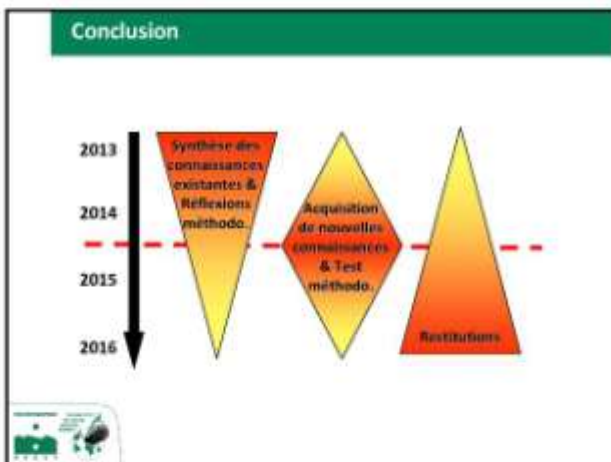 Conclusion
2013
2014
2015
2016
Synthèse des
connaissances
existantes &
Réflexions
méthodo.
Acquisition
de nouvelles
connaissances
& Test
méthodo.
Restitutions